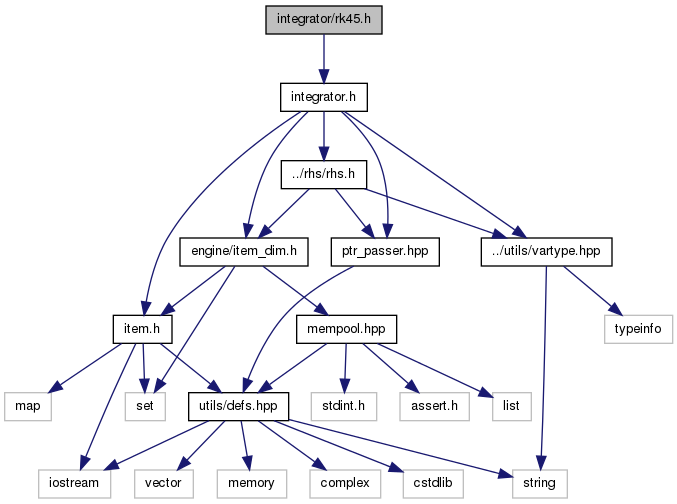 integrator/rk45.h
integrator.h
../rhs/rhs.h
engine/item_dim.h
ptr_passer.hpp
../utils/vartype.hpp
item.h
mempool.hpp
typeinfo
map
set
utils/defs.hpp
stdint.h
assert.h
list
iostream
vector
memory
complex
cstdlib
string